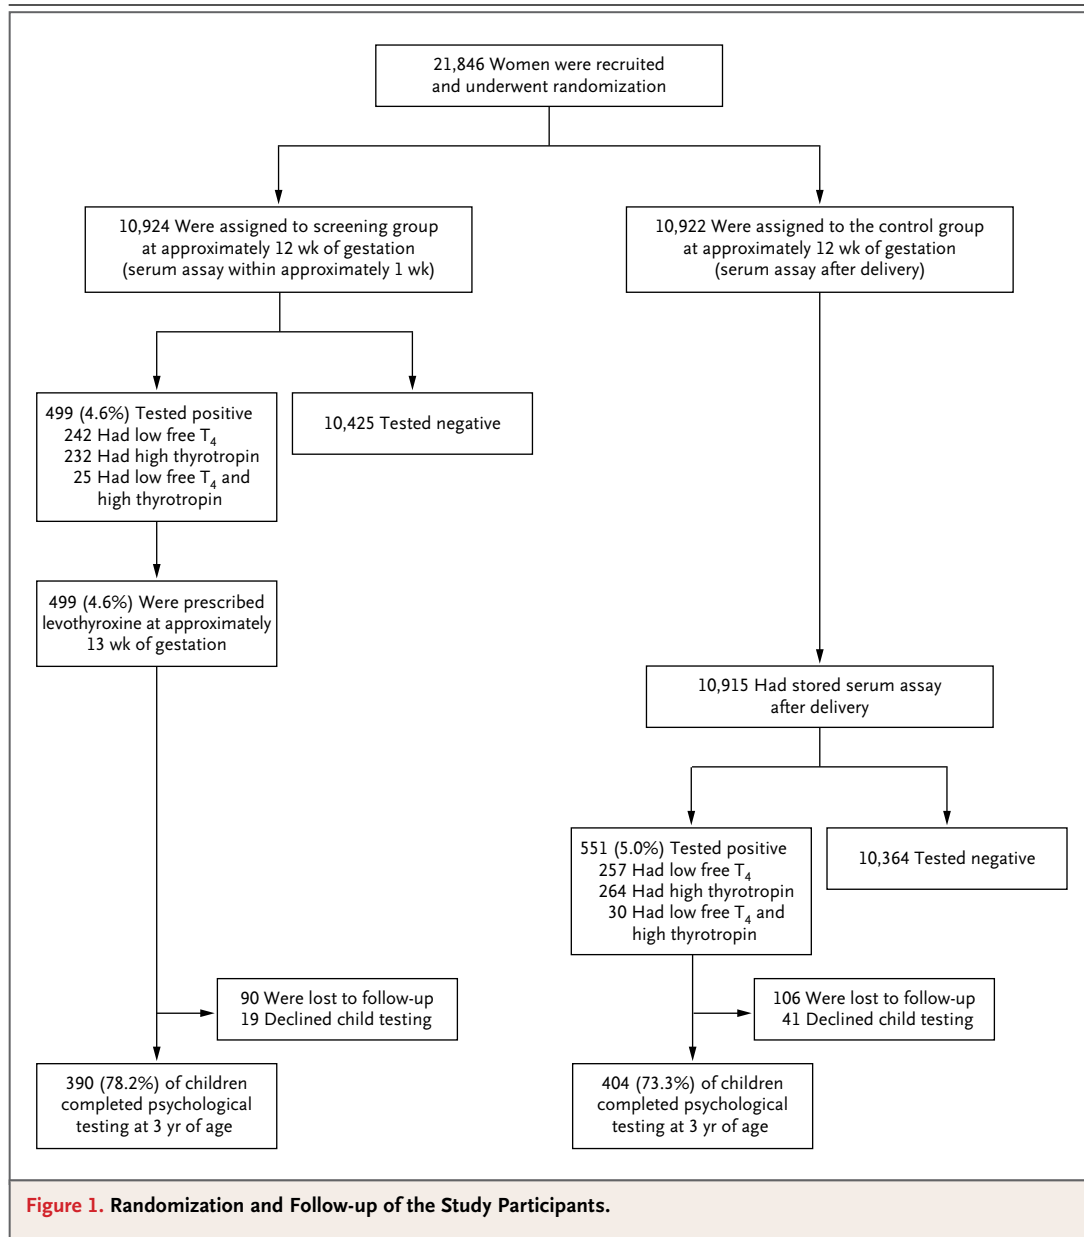 21,846 Women were recruited
and underwent randomization
10,924 Were assigned to screening group
at approximately 12 wk of gestation
(serum assay within approximately 1 wk)
10,922 Were assigned to the control group
at approximately 12 wk of gestation
(serum assay after delivery)
499 (4.6%) Tested positive
242 Had low free T4
232 Had high thyrotropin
25 Had low free T4 and
high thyrotropin
10,425 Tested negative
499 (4.6%) Were prescribed
levothyroxine at approximately
13 wk of gestation
10,915 Had stored serum assay
after delivery
551 (5.0%) Tested positive
257 Had low free T4
264 Had high thyrotropin
30 Had low free T4 and
high thyrotropin
10,364 Tested negative
90 Were lost to follow-up
19 Declined child testing
106 Were lost to follow-up
41 Declined child testing
390 (78.2%) of children
completed psychological
testing at 3 yr of age
404 (73.3%) of children
completed psychological
testing at 3 yr of age
Figure 1. Randomization and Follow-up of the Study Participants.